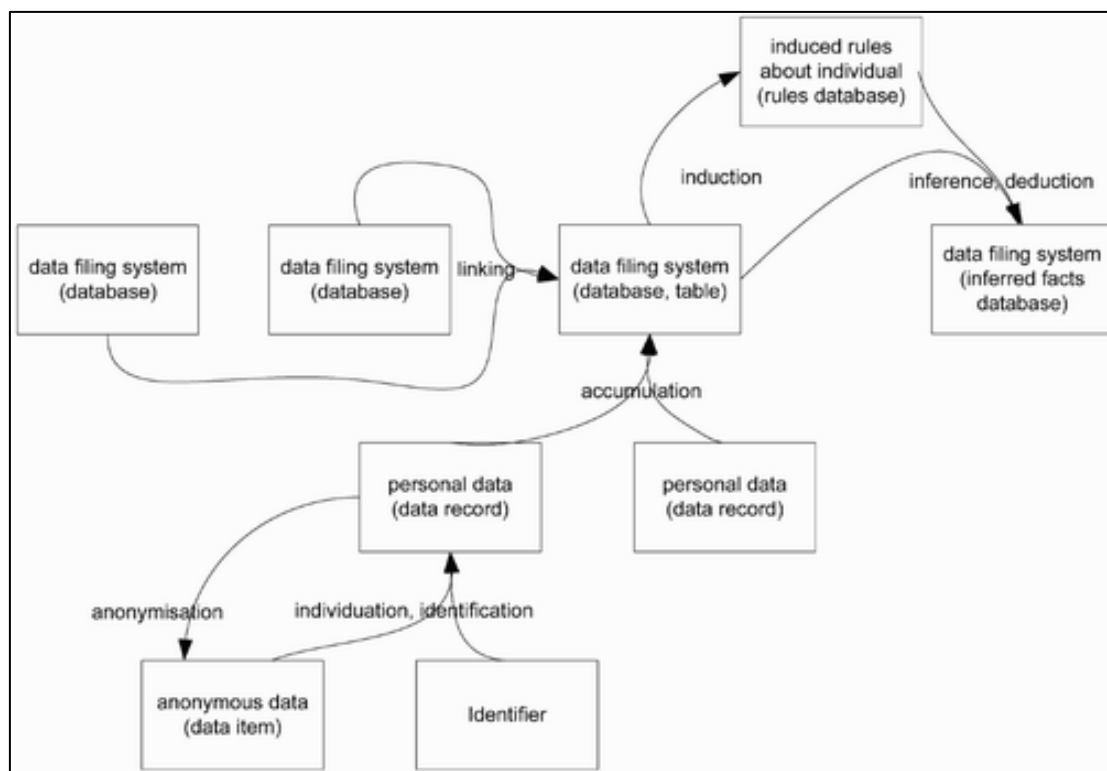 induced rules
about individual
(rules database)
induction
inference, deduction
data filing system
(database)
data filing system
(database)
linking
data filing system
(database, table)
data filing system
(inferred facts
database)
accumulation
personal data
(data record)
personal data
(data record)
anonymisation
individuation, identification
anonymous data
(data item)
Identifier